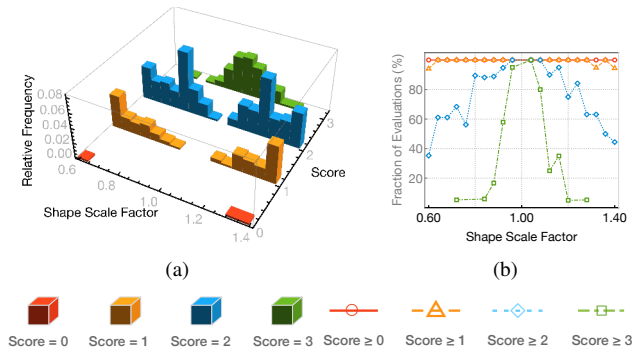 0.08
0.06
0.04
0.02
0.00
Relative Frequency
0.6
0.8
1.0
1.2
1.4
Shape Scale Factor
0
1
2
3
Score
(a)
Fraction of Evaluations (%)
80
60
40
20
0.60
1.00
1.40
Shape Scale Factor
(b)
Score = 0 Score = 1 Score = 2 Score = 3 Score ≥ 0 Score ≥ 1 Score ≥ 2 Score ≥ 3